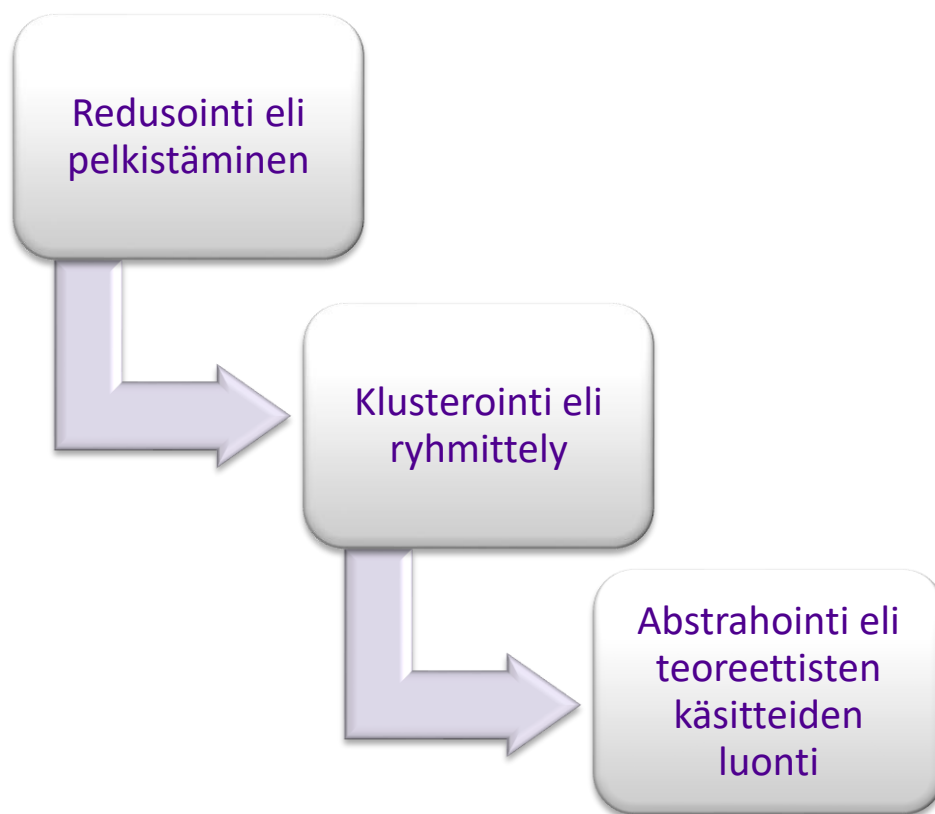 Redusointi eli
pelkistäminen
Klusterointi eli
ryhmittely
Abstrahointi eli
teoreettisten
käsitteiden
luonti